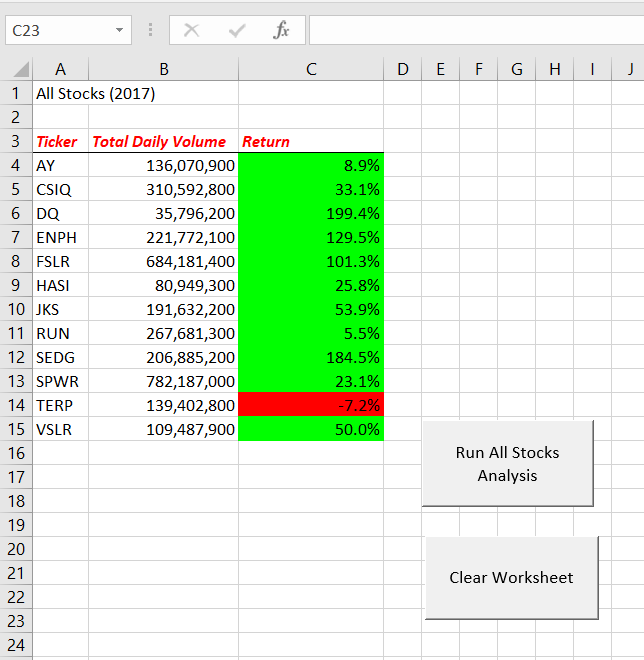 C23 fx
A B C D E F G H I J
1 All Stocks (2017)
2
3 Ticker Total Daily Volume Return
4 AY 136,070,900 8.9%
5 CSIQ 310,592,800 33.1%
6 DQ 35,796,200 199.4%
7 ENPH 221,772,100 129.5%
8 FSLR 684,181,400 101.3%
9 HASI 80,949,300 25.8%
10 JKS 191,632,200 53.9%
11 RUN 267,681,300 5.5%
12 SEDG 206,885,200 184.5%
13 SPWR 782,187,000 23.1%
14 TERP 139,402,800 -7.2%
15 VSLR 109,487,900 50.0%
16 Run All Stocks
17 Analysis
18
19
20
21 Clear Worksheet
22
23
24